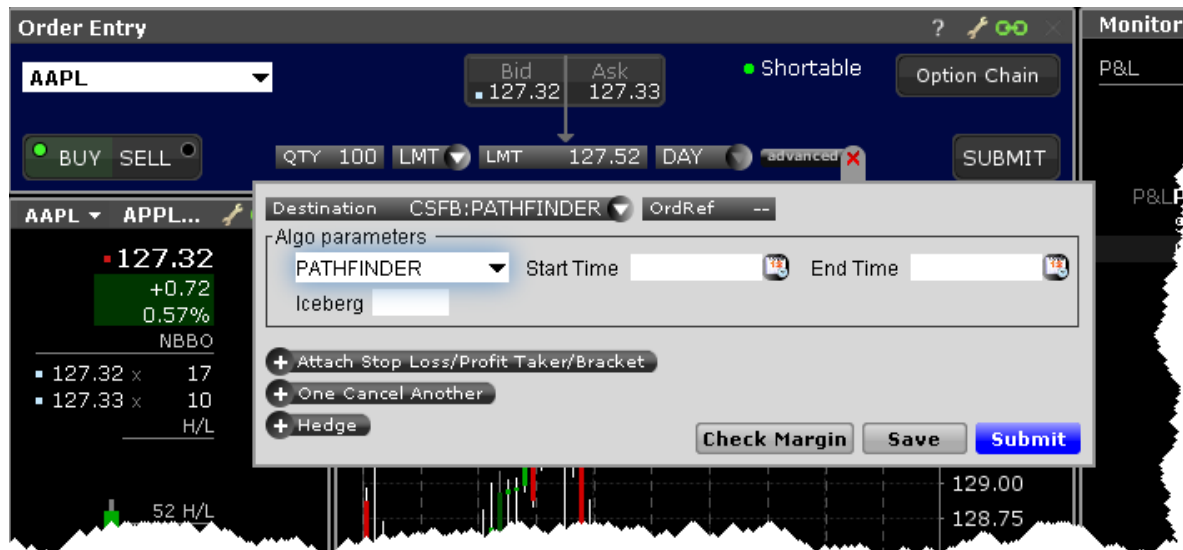 Order Entry ?
Monitor
AAPL
Bid Ask
127.32 127.33
Shortable
Option Chain
P&L
BUY SELL
QTY 100 LMT LMT 127.52 DAY advanced
SUBMIT
AAPL APPL...
Destination CSFB:PATHFINDER OrdRef --
P&L
Algo parameters
127.32
PATHFINDER Start Time End Time
+0.72
Iceberg
0.57%
NBBO
127.32 x 17
Attach Stop Loss/Profit Taker/Bracket
127.33 x 10
One Cancel Another
H/L
Hedge
Check Margin Save Submit
129.00
52 H/L
128.75